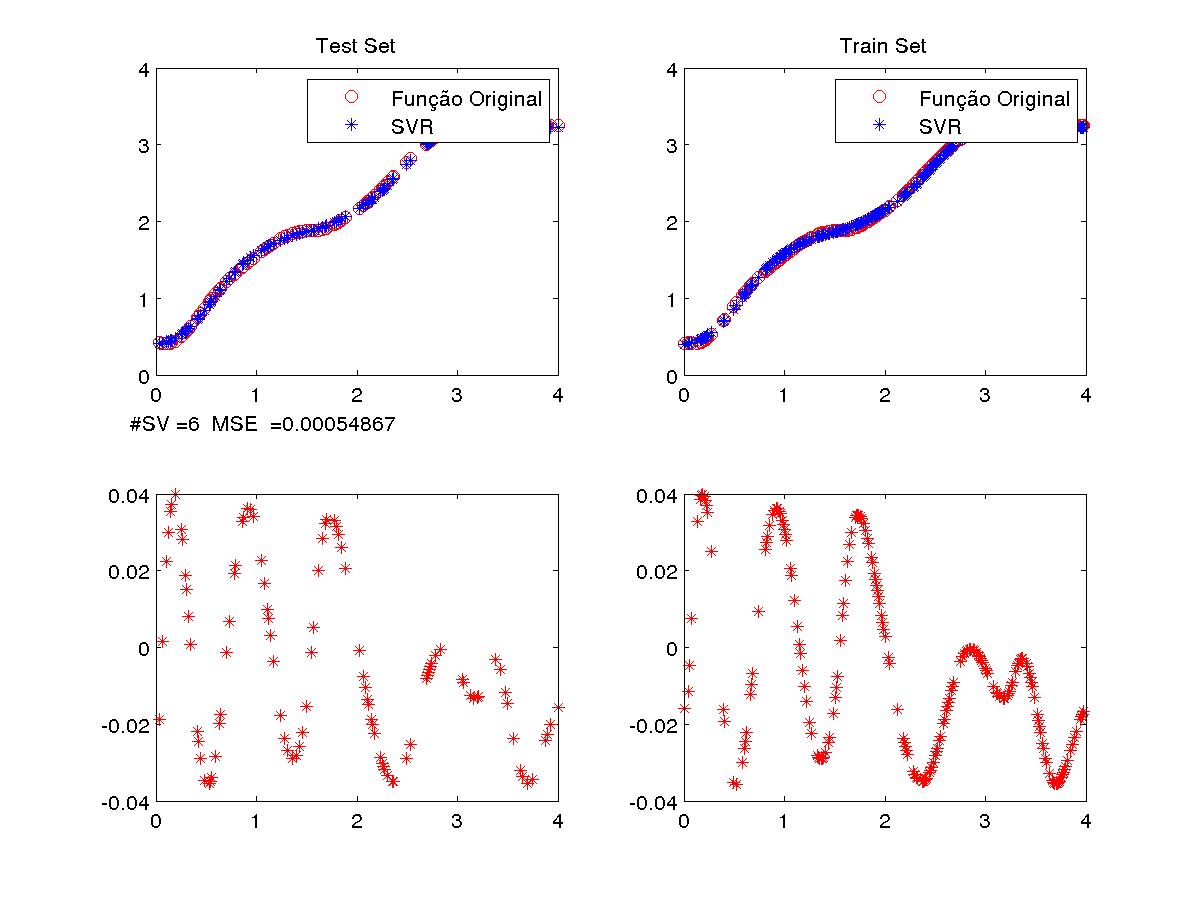 Test Set
Train Set
4
3
2
1
0
Função Original
SVR
0 1 2 3 4
4
3
2
1
0
Função Original
SVR
0 1 2 3 4
#SV =6 MSE =0.00054867
0.04
0.02
0
-0.02
-0.04
0 1 2 3 4
0.04
0.02
0
-0.02
-0.04
0 1 2 3 4